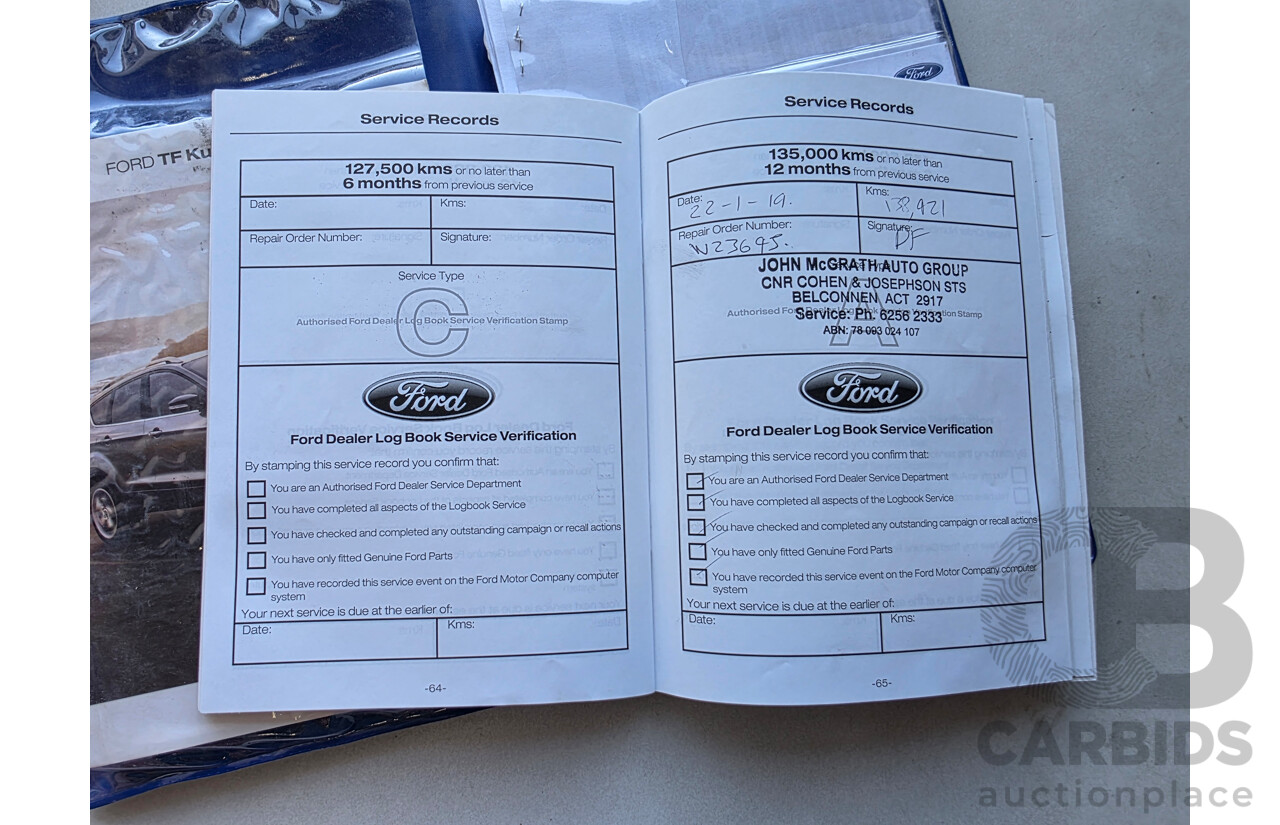 Ford
FORD TF Ku
Service Records
127,500 kms or no later than
6 months from previous service
Date:
Kms:
Repair Order Number:
Signature:
Service Type
C
Authorised Ford Dealer Log Book Service Verification Stamp
Ford
Ford Dealer Log Book Service Verification
By stamping this service record you confirm that:
You are an Authorised Ford Dealer Service Department
You have completed all aspects of the Logbook Service
You have checked and completed any outstanding campaign or recall actions
You have only fitted Genuine Ford Parts
You have recorded this service event on the Ford Motor Company computer
system
Your next service is due at the earlier of:
Date:
Kms:
-64-
Service Records
135,000 kms or no later than
12 months from previous service
Date: 22-1-19.
Kms:
Repair Order Number:
W23645.
Signature: DF
JOHN McGRATH AUTO GROUP
CNR COHEN & JOSEPHSON STS
BELCONNEN ACT 2917
Service: Ph: 6256 2333
ABN: 78 093 024 107
A
Ford
Ford Dealer Log Book Service Verification
By stamping this service record you confirm that:
You are an Authorised Ford Dealer Service Department
You have completed all aspects of the Logbook Service
You have checked and completed any outstanding campaign or recall actions
You have only fitted Genuine Ford Parts
You have recorded this service event on the Ford Motor Company computer
system
Your next service is due at the earlier of:
Date:
Kms:
-65-
CB
CARBIDS
auctionplace